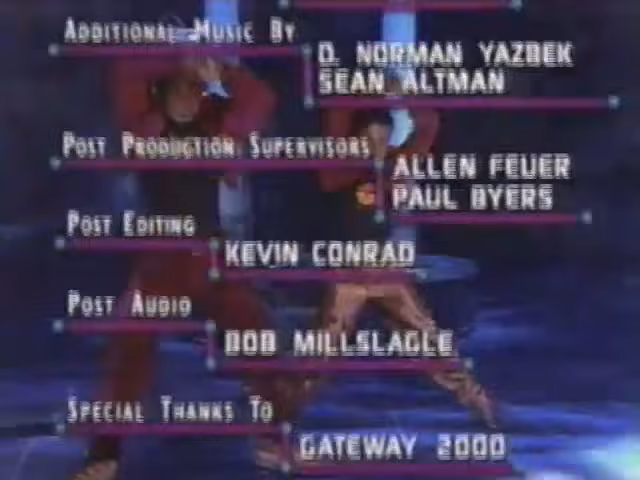 ADDITIONAL MUSIC BY
D. NORMAN YAZBEK
SEAN ALTMAN
POST PRODUCTION SUPERVISORS
ALLEN FEUER
PAUL BYERS
POST EDITING
KEVIN CONRAD
POST AUDIO
BOB MILLSLAGLE
SPECIAL THANKS TO
GATEWAY 2000